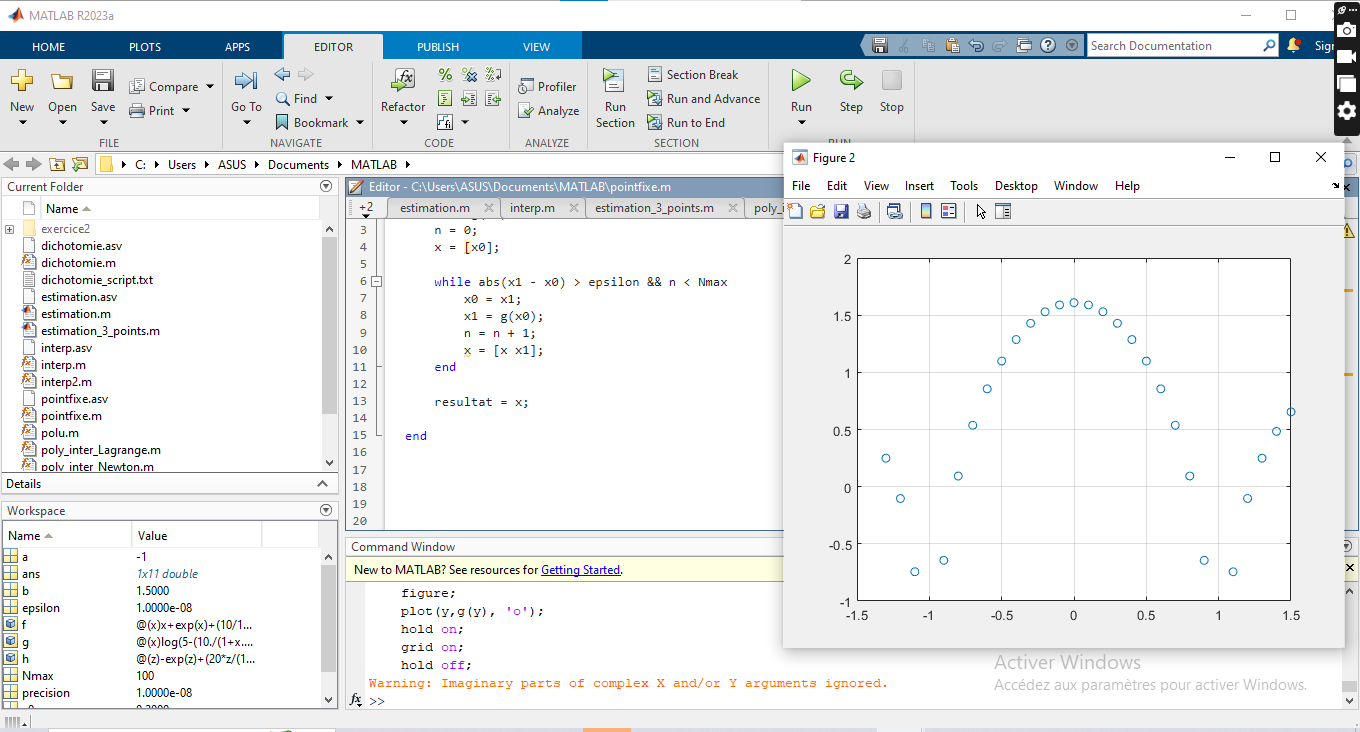 MATLAB R2023a
HOME PLOTS APPS EDITOR PUBLISH VIEW
Search Documentation
New Open Save Compare Print
FILE
Go To Find Bookmark
NAVIGATE
Refactor
CODE
Profiler Analyze
ANALYZE
Run Section Section Break Run and Advance Run to End
SECTION
Run Step Stop
RUN
C: Users ASUS Documents MATLAB
Current Folder
Name
exercice2
dichotomie.asv
dichotomie.m
dichotomie_script.txt
estimation.asv
estimation.m
estimation_3_points.m
interp.asv
interp.m
interp2.m
pointfixe.asv
pointfixe.m
polu.m
poly_inter_Lagrange.m
poly_inter_Newton.m
Details
Workspace
Name Value
a -1
ans 1x11 double
b 1.5000
epsilon 1.0000e-08
f @(x)x+exp(x)+(10/1...
g @(x)log(5-(10./(1+x....
h @(z)-exp(z)+(20*z/(1...
Nmax 100
precision 1.0000e-08
Editor - C:\Users\ASUS\Documents\MATLAB\pointfixe.m
+2 estimation.m interp.m estimation_3_points.m
3 n = 0;
4 x = [x0];
5
6 while abs(x1 - x0) > epsilon && n < Nmax
7 x0 = x1;
8 x1 = g(x0);
9 n = n + 1;
10 x = [x x1];
11 end
12
13 resultat = x;
14
15 end
16
17
18
19
20
Command Window
New to MATLAB? See resources for Getting Started.
figure;
plot(y,g(y), 'o');
hold on;
grid on;
hold off;
Warning: Imaginary parts of complex X and/or Y arguments ignored.
fx >>
Figure 2
File Edit View Insert Tools Desktop Window Help
2
1.5
1
0.5
0
-0.5
-1
-1.5 -1 -0.5 0 0.5 1 1.5
Activer Windows
Accédez aux paramètres pour activer Windows.